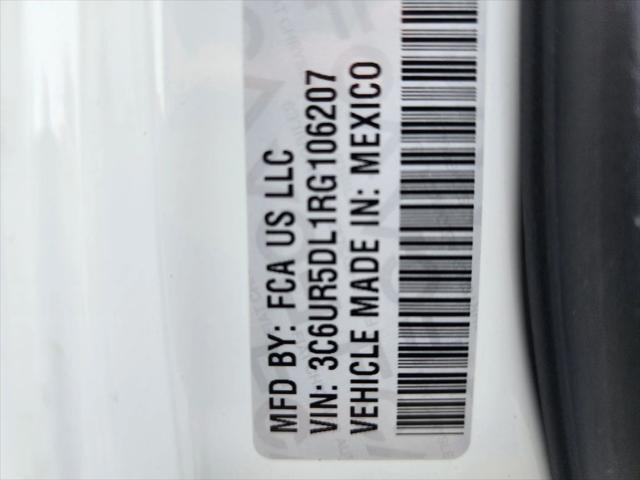 MFD BY: FCA US LLC
VIN: 3C6UR5DL1RG106207
VEHICLE MADE IN: MEXICO